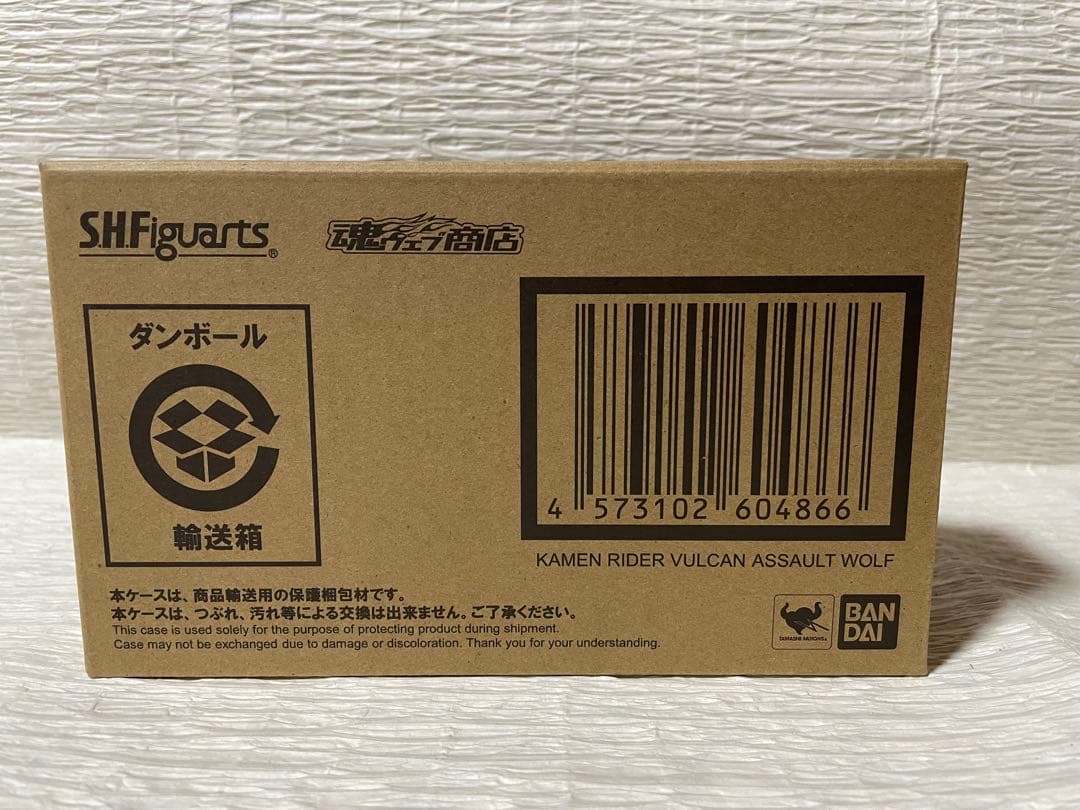 S.H.Figuarts®
魂ウェブ商店
ダンボール
輸送箱
4 573102 604866
KAMEN RIDER VULCAN ASSAULT WOLF
本ケースは、商品輸送用の保護梱包材です。
本ケースは、つぶれ、汚れ等による交換は出来ません。ご了承ください。
This case is used solely for the purpose of protecting product during shipment.
Case may not be exchanged due to damage or discoloration. Thank you for your understanding.
TAMASHII NATIONS
BAN
DAI